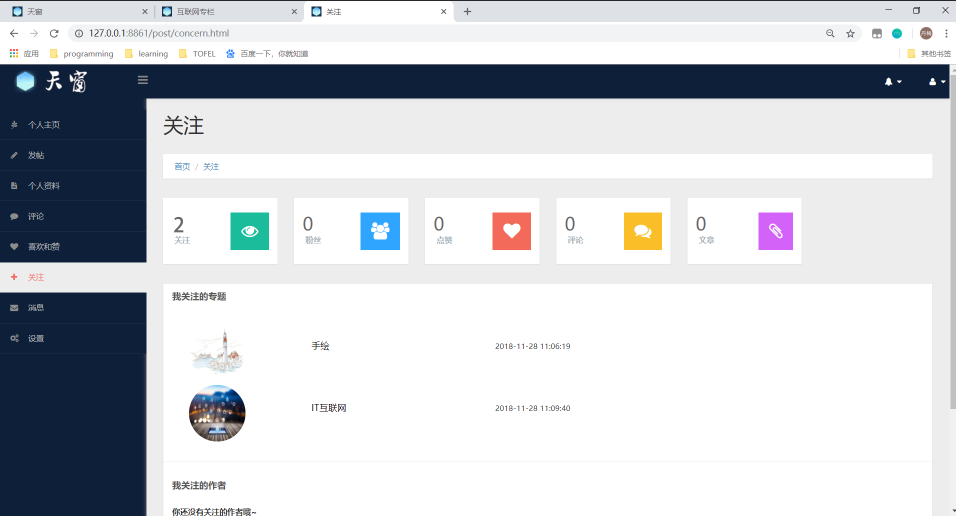 天窗
互联网专栏
关注
127.0.0.1:8861/post/concern.html
应用 programming learning TOFEL 百度一下，你就知道 其他书签
天窗
个人主页
发帖
个人资料
评论
喜欢和赞
关注
消息
设置
关注
首页 / 关注
2
关注
0
粉丝
0
点赞
0
评论
0
文章
我关注的专题
手绘 2018-11-28 11:06:19
IT互联网 2018-11-28 11:09:40
我关注的作者
你还没有关注的作者哦~